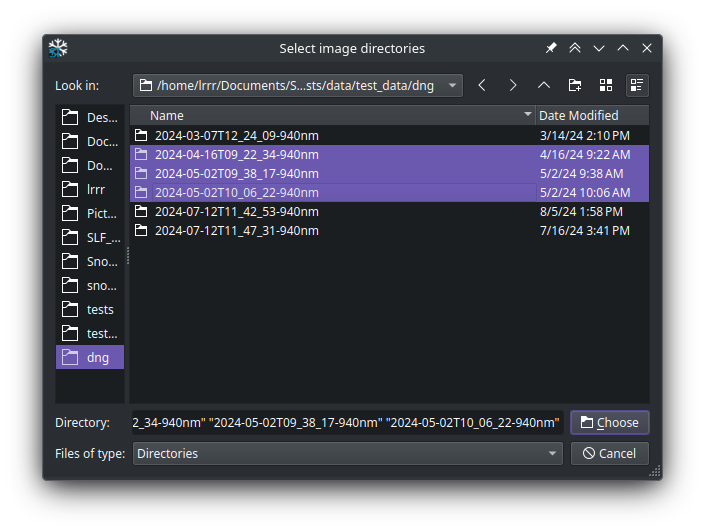 Select image directories
Look in:
/home/lrrr/Documents/S...sts/data/test_data/dng
Des...
Doc...
Do...
lrrr
Pict...
SLF_...
Sno...
sno...
tests
test...
dng
Name Date Modified
2024-03-07T12_24_09-940nm 3/14/24 2:10 PM
2024-04-16T09_22_34-940nm 4/16/24 9:22 AM
2024-05-02T09_38_17-940nm 5/2/24 9:38 AM
2024-05-02T10_06_22-940nm 5/2/24 10:06 AM
2024-07-12T11_42_53-940nm 8/5/24 1:58 PM
2024-07-12T11_47_31-940nm 7/16/24 3:41 PM
Directory: 2_34-940nm" "2024-05-02T09_38_17-940nm" "2024-05-02T10_06_22-940nm" Choose
Files of type: Directories Cancel